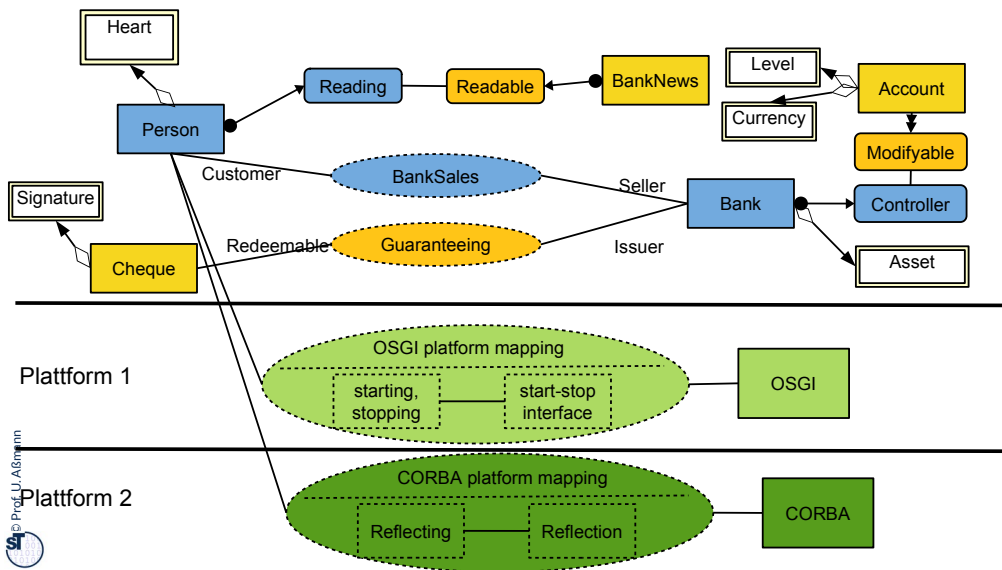 Heart
Level
Reading
Readable
BankNews
Account
Currency
Person
Modifyable
Customer
BankSales
Seller
Signature
Bank
Controller
Redeemable
Guaranteeing
Issuer
Cheque
Asset
OSGI platform mapping
Plattform 1
starting,
stopping
start-stop
interface
OSGI
CORBA platform mapping
Plattform 2
Reflecting
Reflection
CORBA
© Prof. U. Aßmann
ST